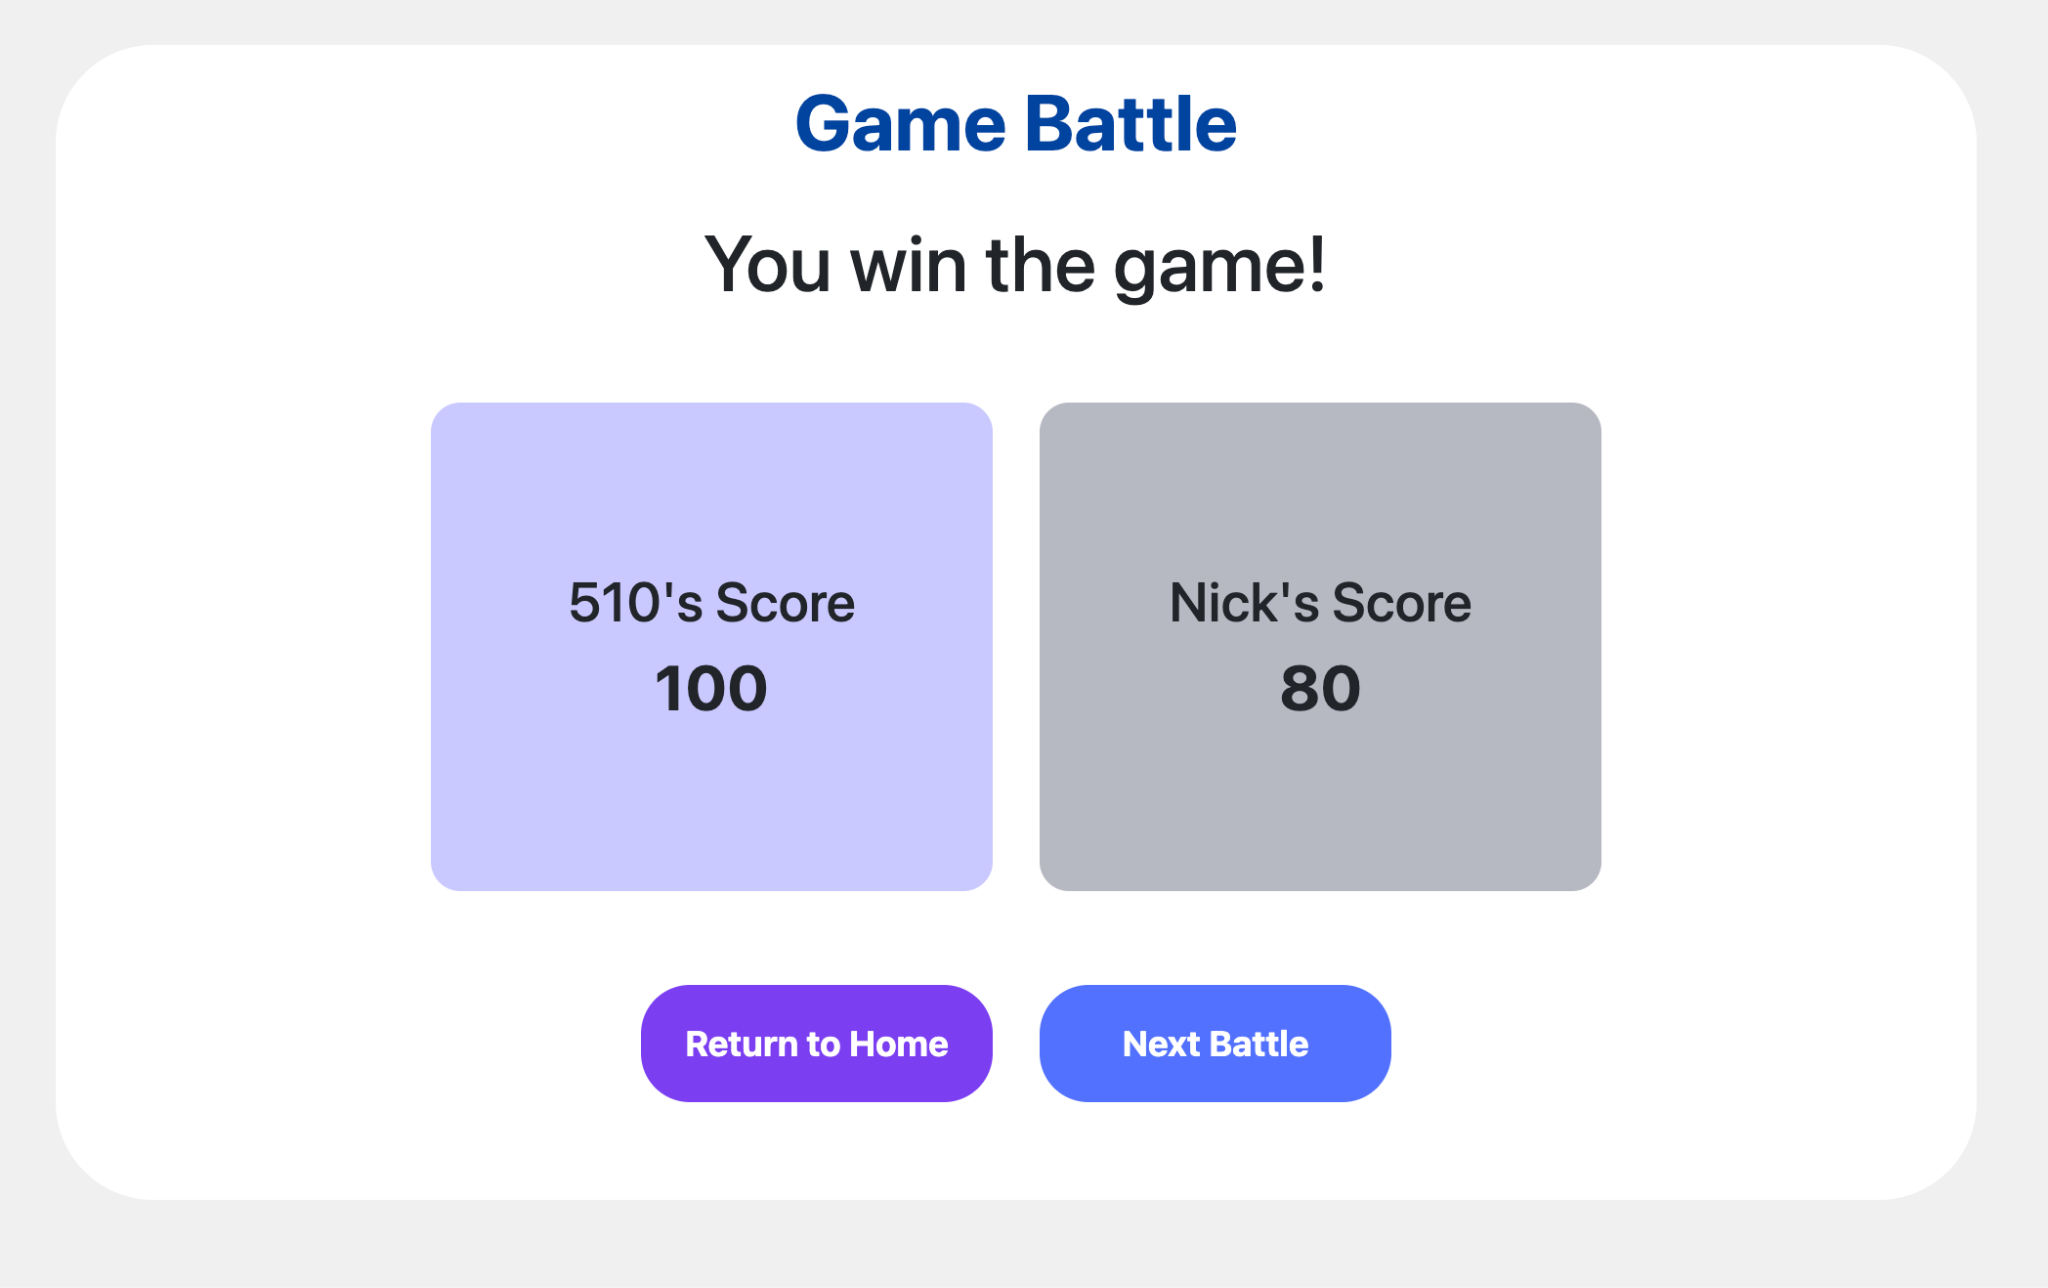 Game Battle
You win the game!
510's Score
100
Nick's Score
80
Return to Home
Next Battle